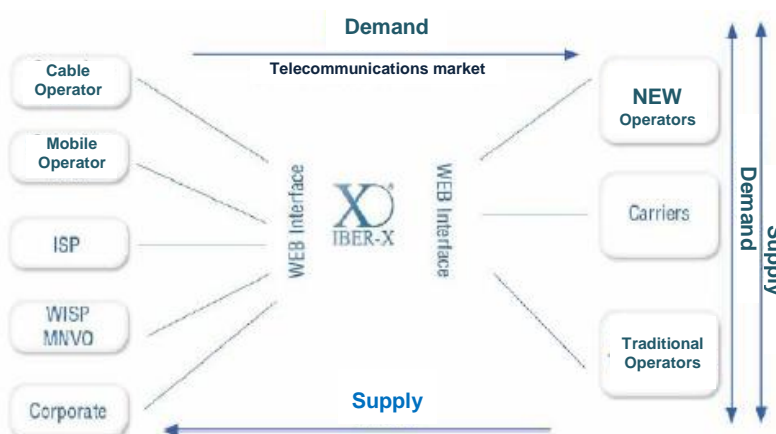 Demand
Telecommunications market
Cable
Operator
Mobile
Operator
ISP
WISP
MNVO
Corporate
WEB Interface
XO
IBER-X
WEB Interface
NEW
Operators
Carriers
Traditional
Operators
Demand
Supply
Supply